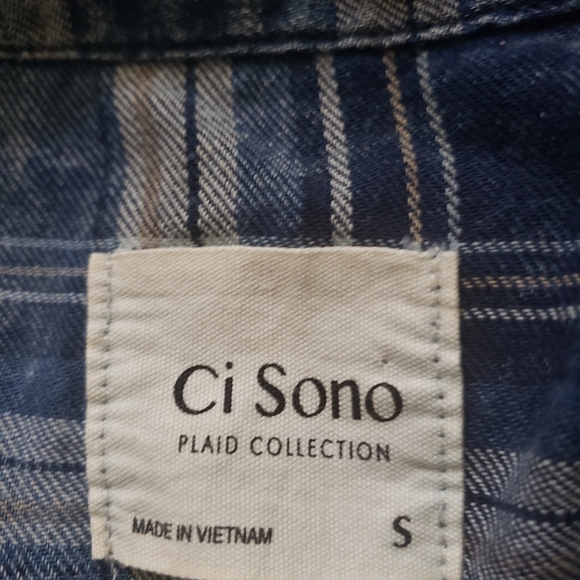 Ci Sono
PLAID COLLECTION
MADE IN VIETNAM S